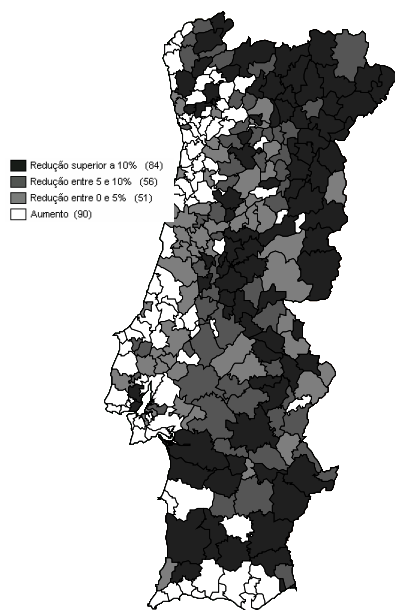 Redução superior a 10% (84)
Redução entre 5 e 10% (56)
Redução entre 0 e 5% (51)
Aumento (90)